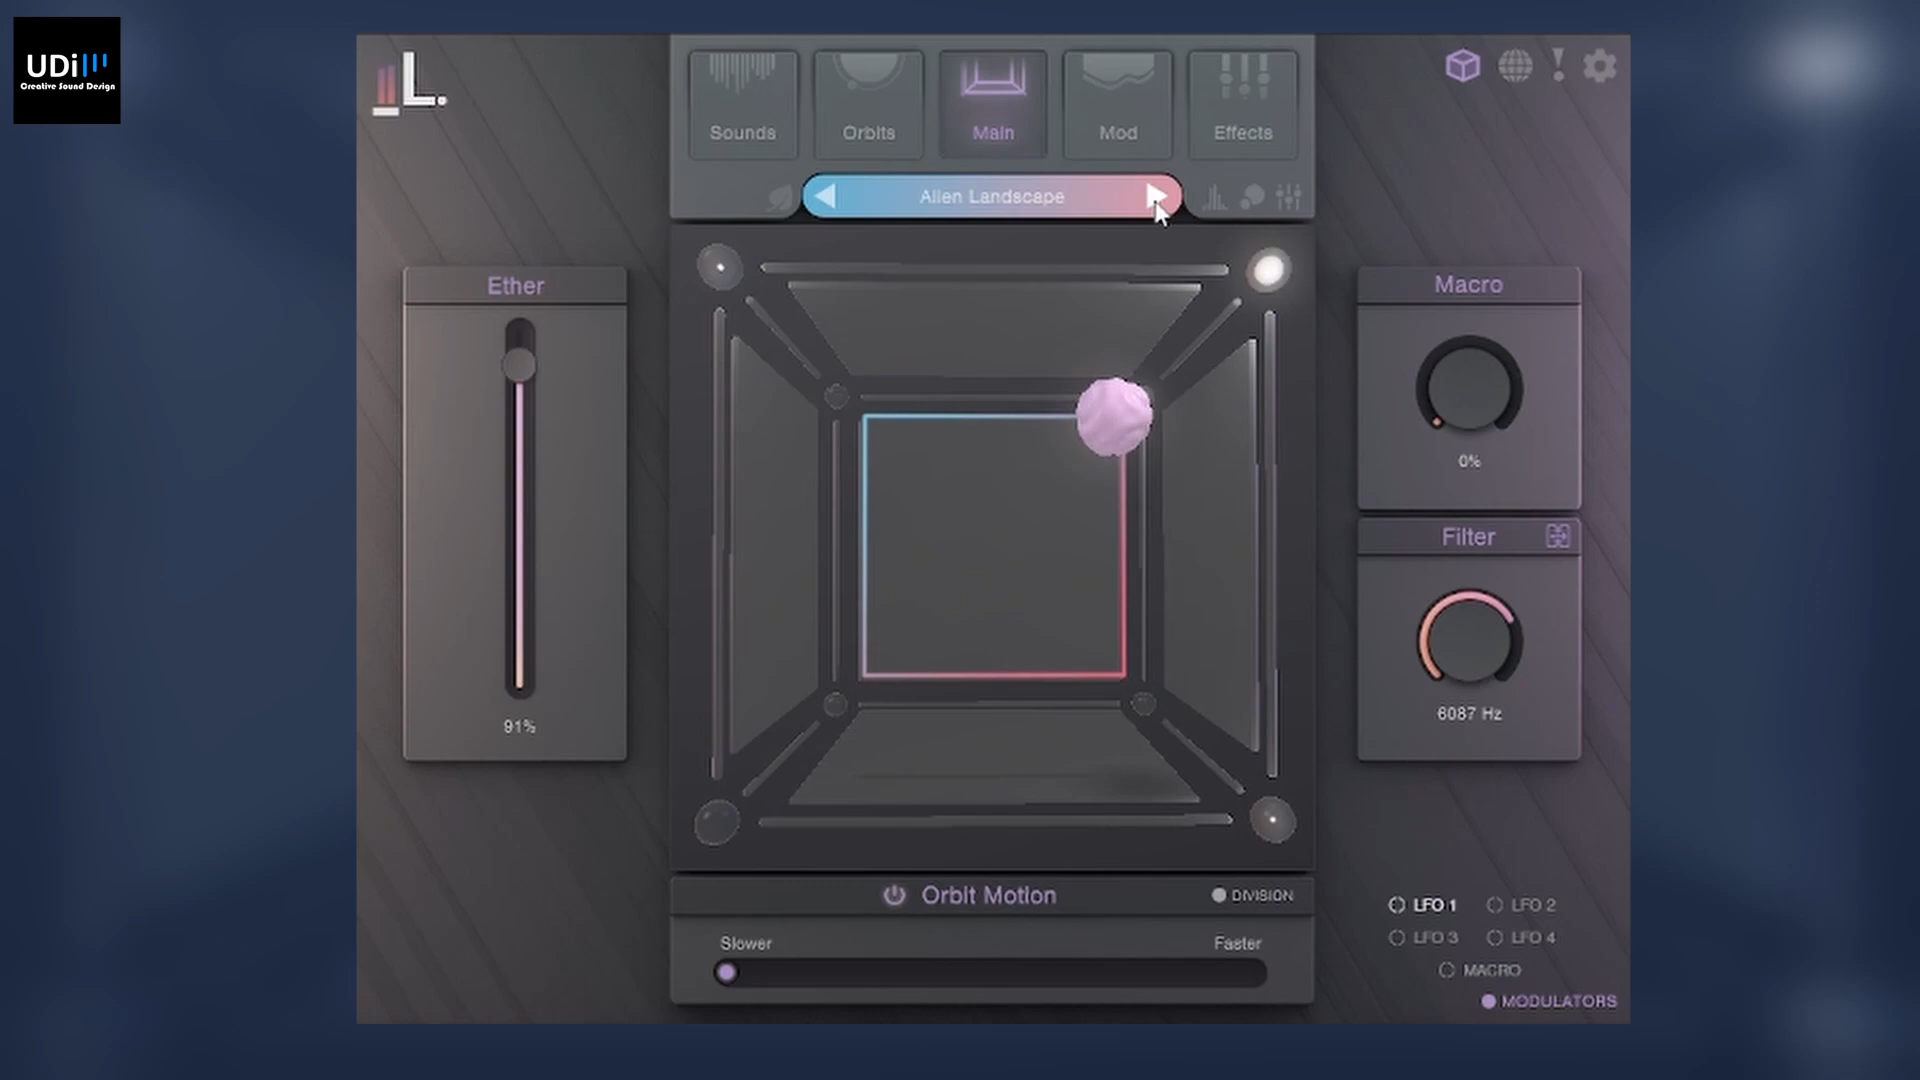 UDi
Creative Sound Design
L.
Sounds
Orbits
Main
Mod
Effects
Alien Landscape
Ether
91%
Macro
0%
Filter
6087 Hz
Orbit Motion
DIVISION
Slower
Faster
LFO 1
LFO 2
LFO 3
LFO 4
MACRO
MODULATORS